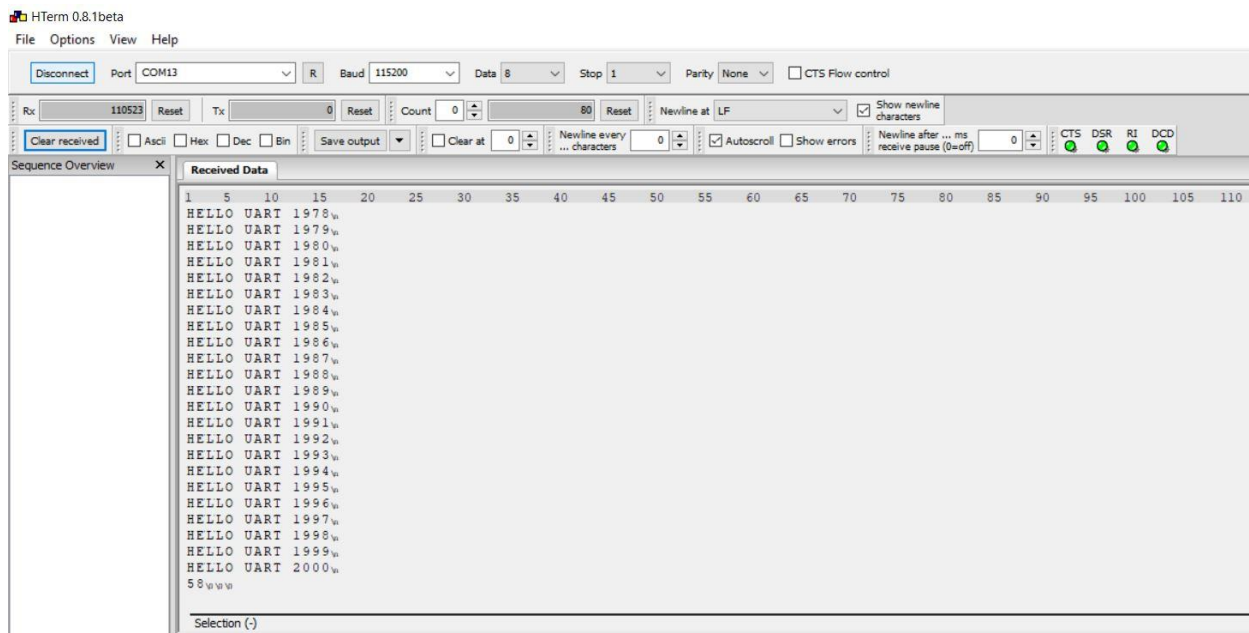 HTerm 0.8.1beta
File Options View Help
Disconnect Port COM13 R Baud 115200 Data 8 Stop 1 Parity None CTS Flow control
Rx 110523 Reset Tx 0 Reset Count 0 80 Reset Newline at LF Show newline characters
Clear received Ascii Hex Dec Bin Save output Clear at 0 Newline every ... characters 0 Autoscroll Show errors Newline after ... ms receive pause (0=off) 0 CTS DSR RI DCD
Sequence Overview X Received Data
1 5 10 15 20 25 30 35 40 45 50 55 60 65 70 75 80 85 90 95 100 105 110
HELLO UART 1978\n
HELLO UART 1979\n
HELLO UART 1980\n
HELLO UART 1981\n
HELLO UART 1982\n
HELLO UART 1983\n
HELLO UART 1984\n
HELLO UART 1985\n
HELLO UART 1986\n
HELLO UART 1987\n
HELLO UART 1988\n
HELLO UART 1989\n
HELLO UART 1990\n
HELLO UART 1991\n
HELLO UART 1992\n
HELLO UART 1993\n
HELLO UART 1994\n
HELLO UART 1995\n
HELLO UART 1996\n
HELLO UART 1997\n
HELLO UART 1998\n
HELLO UART 1999\n
HELLO UART 2000\n
58\n\n\n
Selection (-)